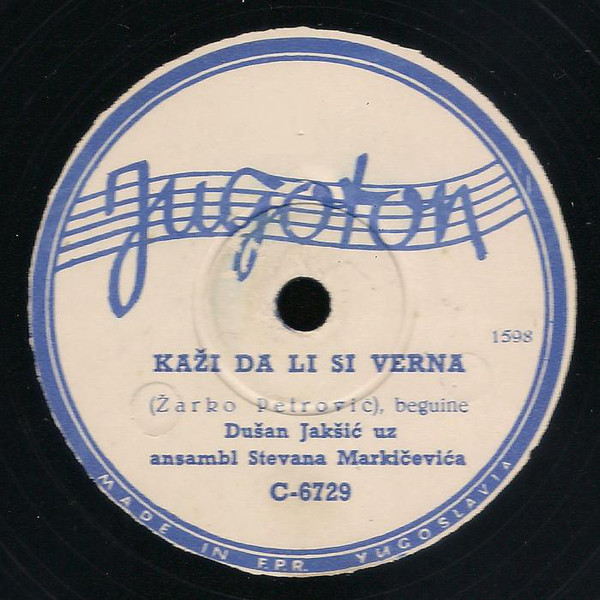 Jugoton
1598
KAŽI DA LI SI VERNA
(Žarko Petrović), beguine
Dušan Jakšić uz
ansambl Stevana Markičevića
C-6729
MADE IN F.P.R. YUGOSLAVIA